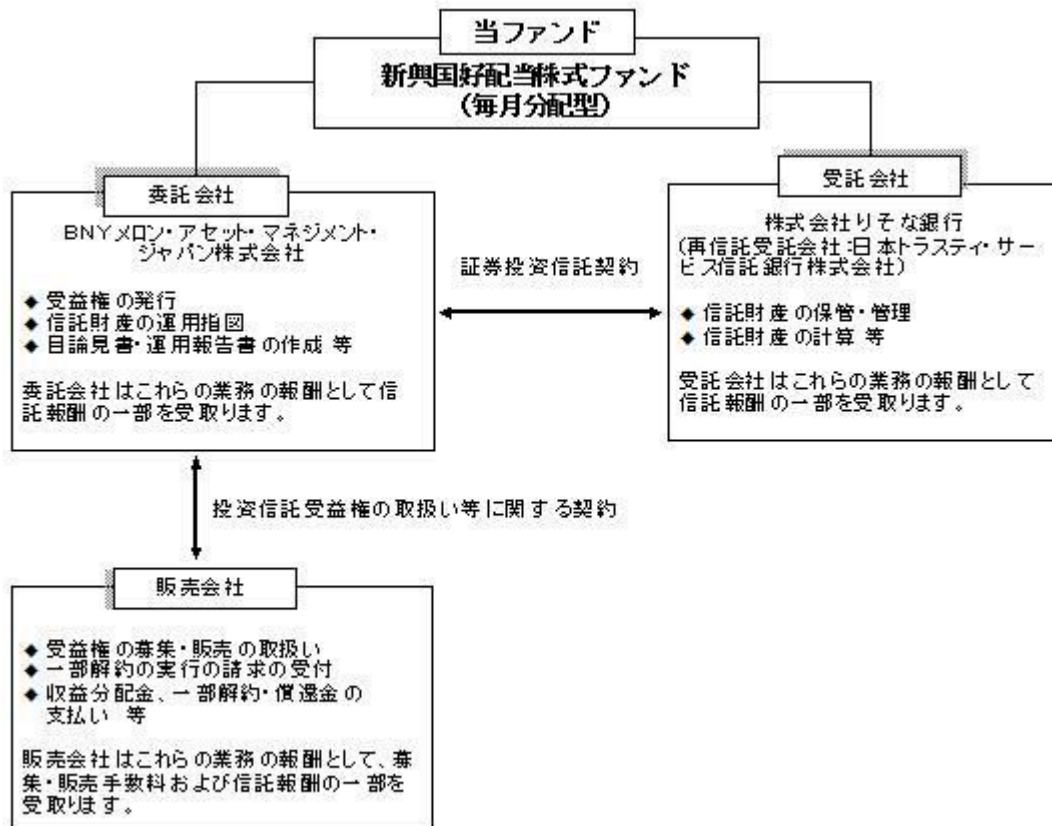 当ファンド
新興国好配当株式ファンド
(毎月分配型)
委託会社
BNYメロン・アセット・マネジメント・
ジャパン株式会社
◆ 受益権の発行
◆ 信託財産の運用指図
◆ 目論見書・運用報告書の作成 等
委託会社はこれらの業務の報酬として信
託報酬の一部を受取ります。
証券投資信託契約
受託会社
株式会社りそな銀行
(再信託受託会社:日本トラスティ・サー
ビス信託銀行株式会社)
◆ 信託財産の保管・管理
◆ 信託財産の計算 等
受託会社はこれらの業務の報酬として
信託報酬の一部を受取ります。
投資信託受益権の取扱い等に関する契約
販売会社
◆ 受益権の募集・販売の取扱い
◆ 一部解約の実行の請求の受付
◆ 収益分配金、一部解約・償還金の
支払い 等
販売会社はこれらの業務の報酬として、募
集・販売手数料および信託報酬の一部を
受取ります。